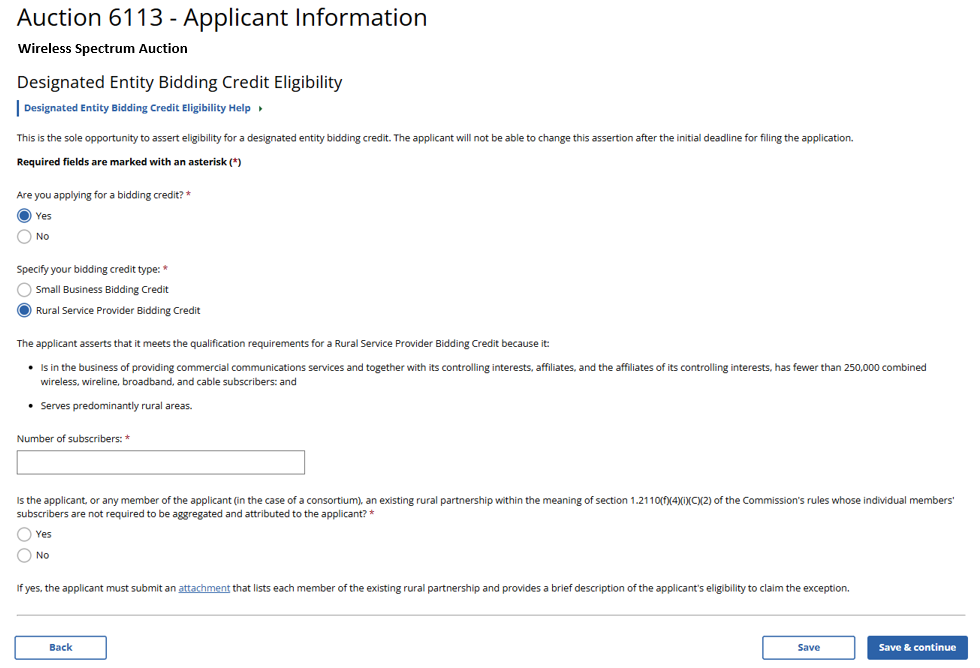 Auction 6113 - Applicant Information
Wireless Spectrum Auction
Designated Entity Bidding Credit Eligibility
Designated Entity Bidding Credit Eligibility Help
This is the sole opportunity to assert eligibility for a designated entity bidding credit. The applicant will not be able to change this assertion after the initial deadline for filing the application.
Required fields are marked with an asterisk (*)
Are you applying for a bidding credit? *
Yes
No
Specify your bidding credit type: *
Small Business Bidding Credit
Rural Service Provider Bidding Credit
The applicant asserts that it meets the qualification requirements for a Rural Service Provider Bidding Credit because it:
• Is in the business of providing commercial communications services and together with its controlling interests, affiliates, and the affiliates of its controlling interests, has fewer than 250,000 combined
wireless, wireline, broadband, and cable subscribers: and
• Serves predominantly rural areas.
Number of subscribers: *
Is the applicant, or any member of the applicant (in the case of a consortium), an existing rural partnership within the meaning of section 1.2110(f)(4)(i)(C)(2) of the Commission's rules whose individual members'
subscribers are not required to be aggregated and attributed to the applicant? *
Yes
No
If yes, the applicant must submit an attachment that lists each member of the existing rural partnership and provides a brief description of the applicant's eligibility to claim the exception.
Back Save Save & continue